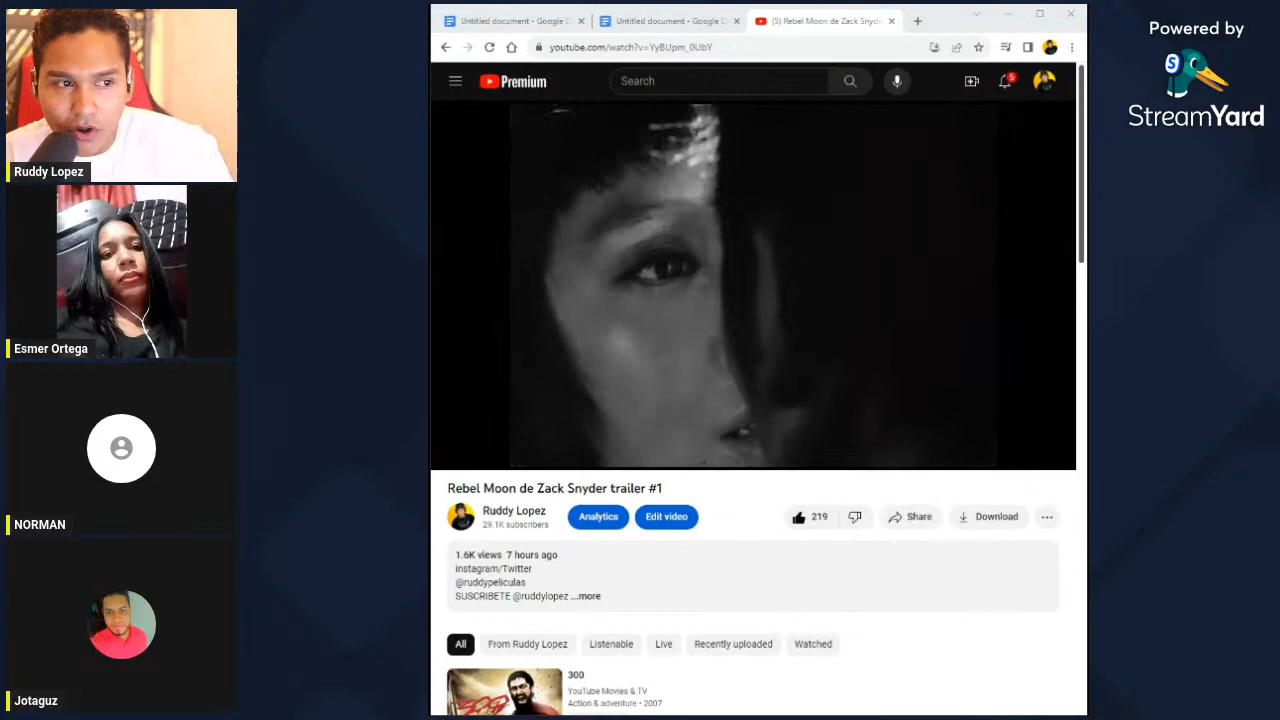 Ruddy Lopez
Esmer Ortega
NORMAN
Jotaguz
Untitled document - Google D
Untitled document - Google D
(5) Rebel Moon de Zack Snyde
youtube.com/watch?v=YyBUpm_0UbY
Premium
Search
5
Rebel Moon de Zack Snyder trailer #1
Ruddy Lopez
29.1K subscribers
Analytics
Edit video
219
Share
Download
1.6K views 7 hours ago
instagram/Twitter
@ruddypeliculas
SUSCRIBETE @ruddylopez ...more
All
From Ruddy Lopez
Listenable
Live
Recently uploaded
Watched
300
YouTube Movies & TV
Action & adventure • 2007
Powered by
S
StreamYard